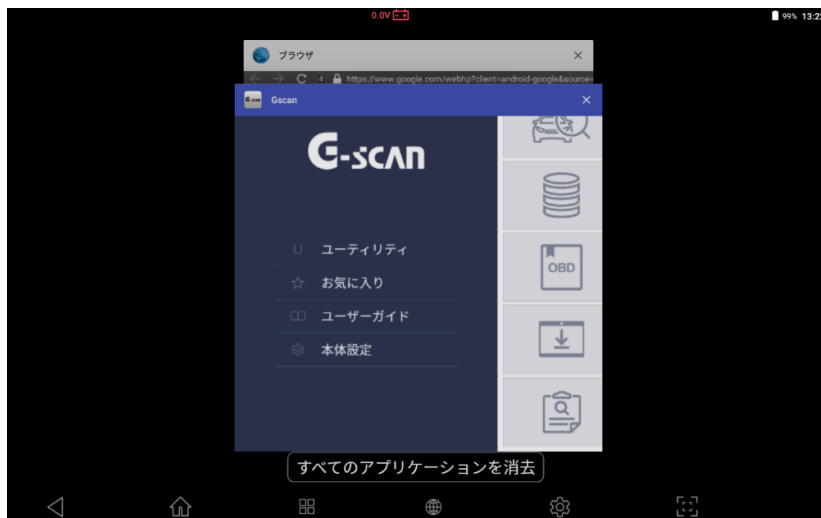 0.0V
99% 13:2
ブラウザ
https://www.google.com/webhp?client=android-google&source=
G-scan
Gscan
G-scan
U ユーティリティ
お気に入り
ユーザーガイド
本体設定
OBD
すべてのアプリケーションを消去